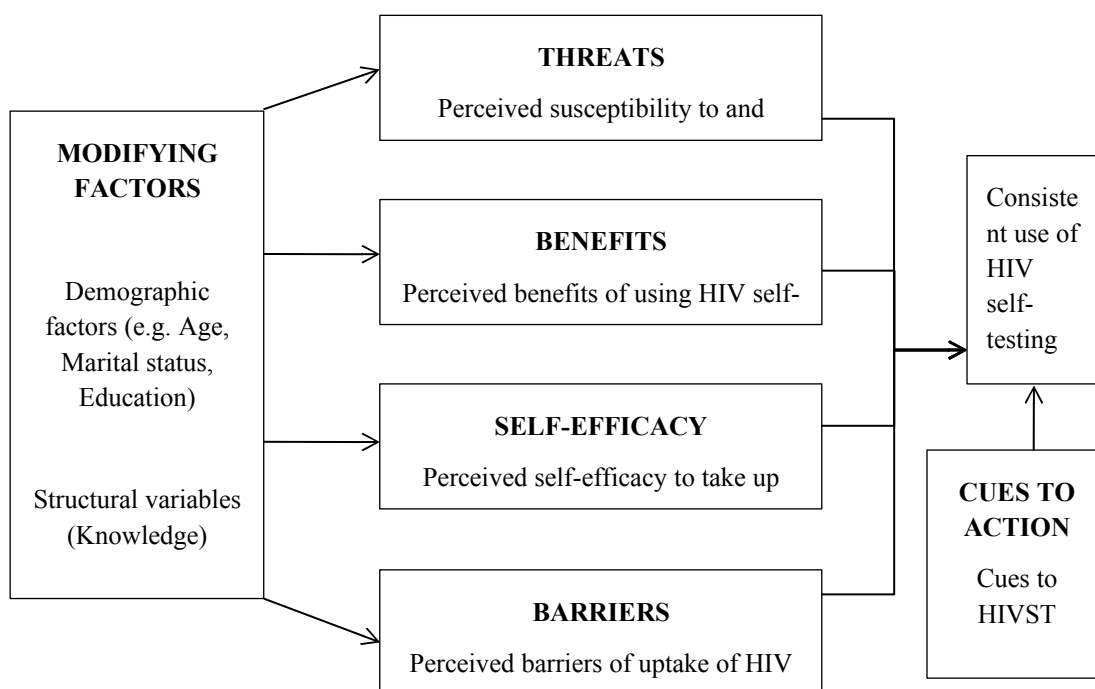 MODIFYING
FACTORS
Demographic
factors (e.g. Age,
Marital status,
Education)
Structural variables
(Knowledge)
THREATS
Perceived susceptibility to and
BENEFITS
Perceived benefits of using HIV self-
SELF-EFFICACY
Perceived self-efficacy to take up
BARRIERS
Perceived barriers of uptake of HIV
Consiste
nt use of
HIV
self-
testing
CUES TO
ACTION
Cues to
HIVST